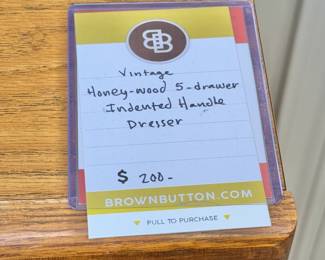 BB
Vintage
Honey-wood 5-drawer
Indented Handle
Dresser
$ 200-
BROWNBUTTON.COM
PULL TO PURCHASE